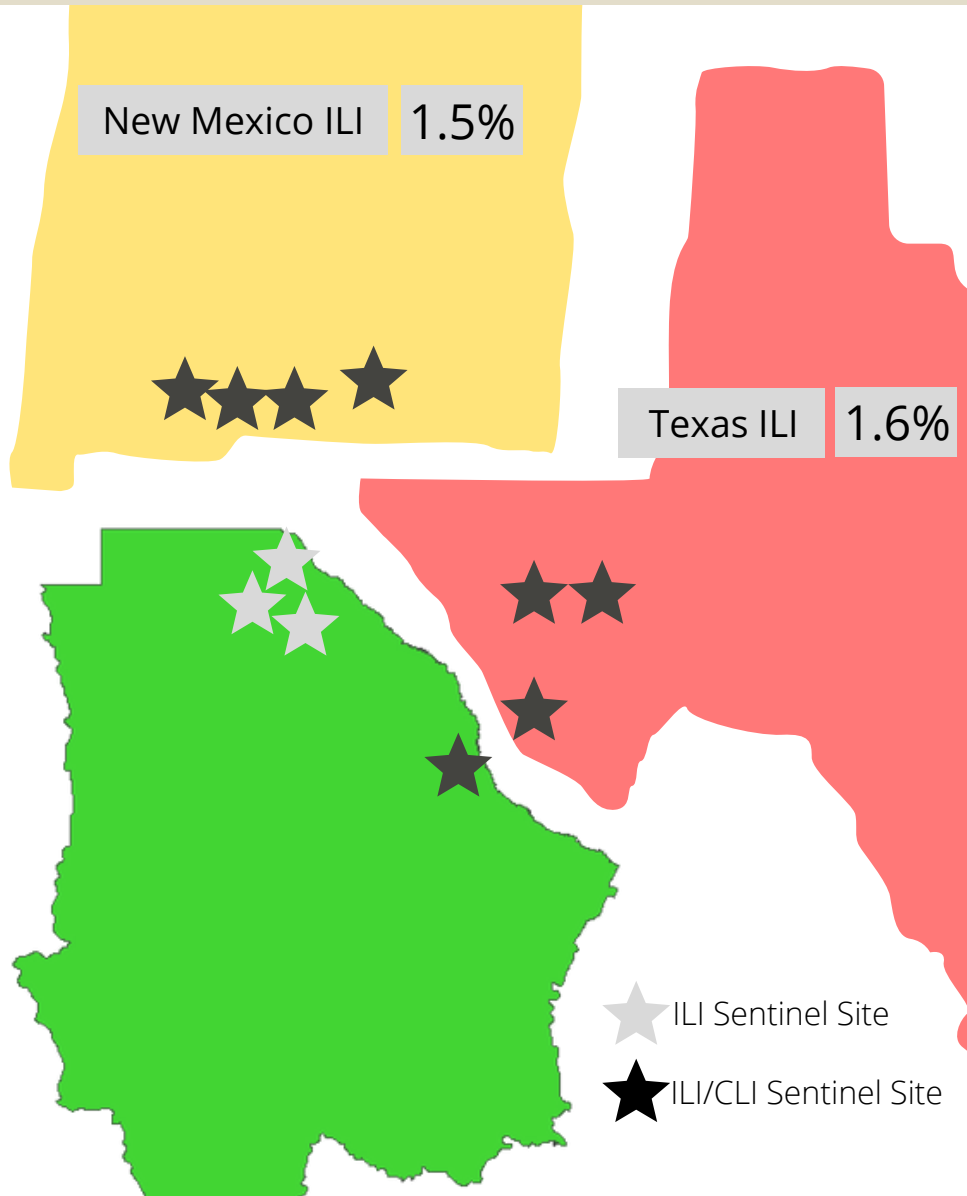 New Mexico ILI 1.5%
Texas ILI 1.6%
ILI Sentinel Site
ILI/CLI Sentinel Site